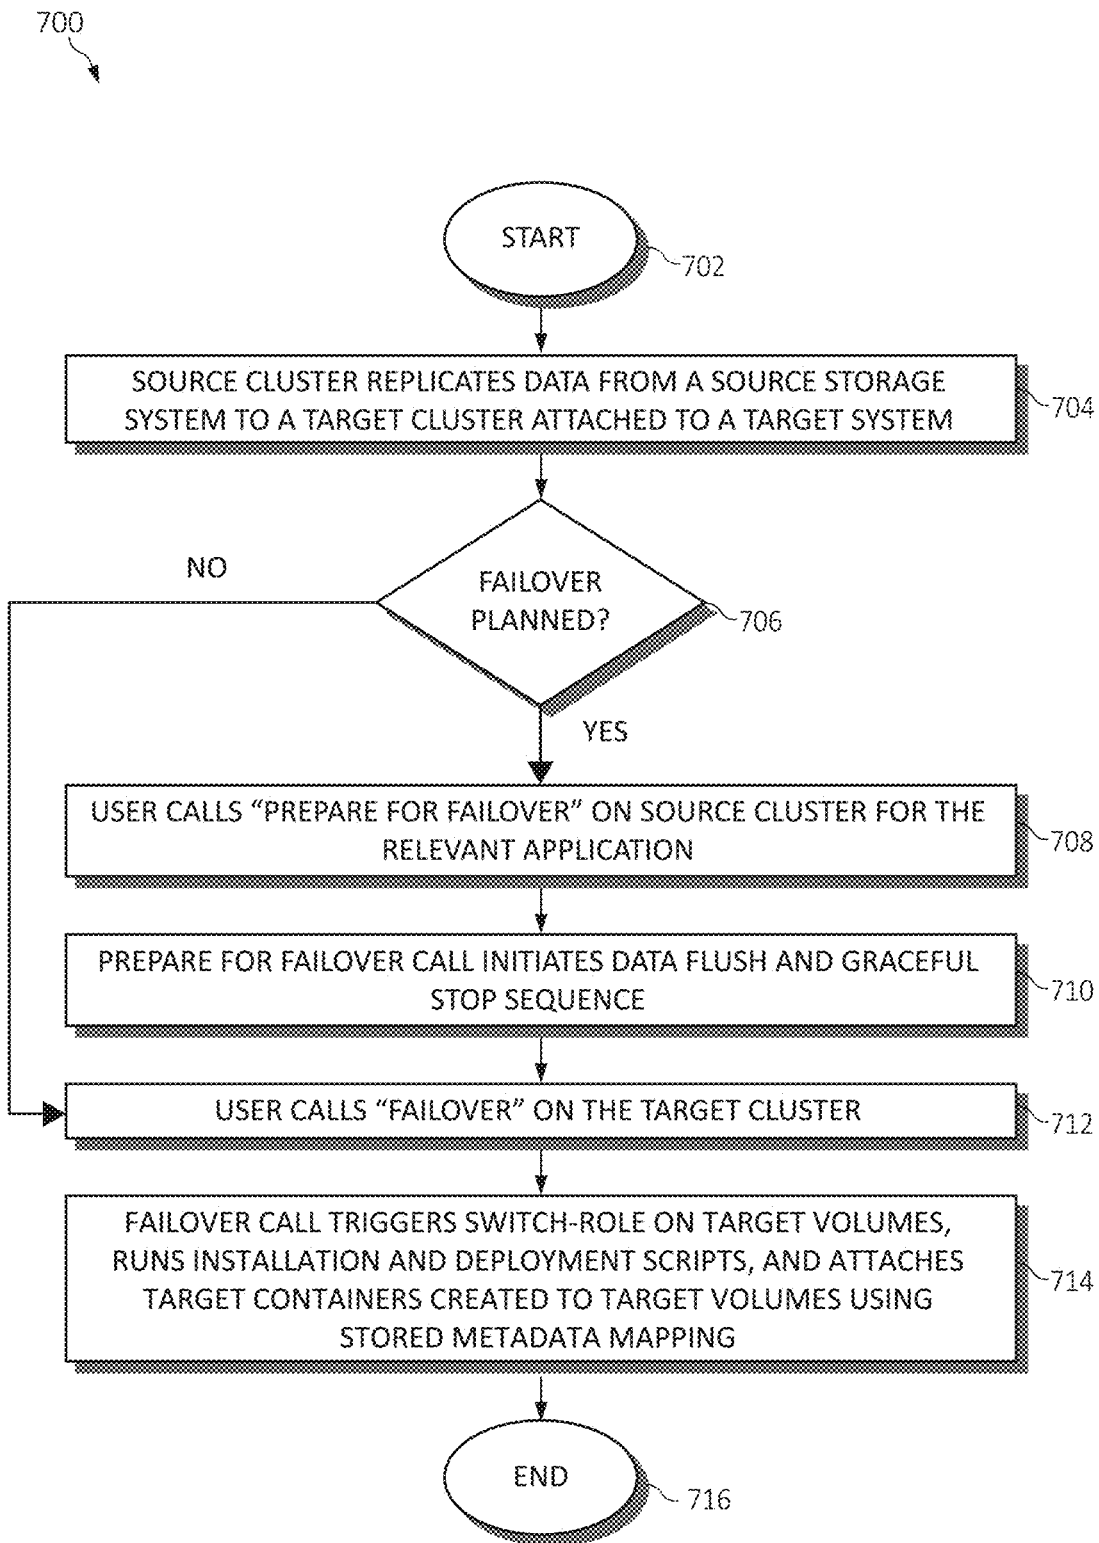 700
START
702
SOURCE CLUSTER REPLICATES DATA FROM A SOURCE STORAGE
SYSTEM TO A TARGET CLUSTER ATTACHED TO A TARGET SYSTEM
704
NO
FAILOVER
PLANNED?
706
YES
USER CALLS “PREPARE FOR FAILOVER” ON SOURCE CLUSTER FOR THE
RELEVANT APPLICATION
708
PREPARE FOR FAILOVER CALL INITIATES DATA FLUSH AND GRACEFUL
STOP SEQUENCE
710
USER CALLS “FAILOVER” ON THE TARGET CLUSTER
712
FAILOVER CALL TRIGGERS SWITCH-ROLE ON TARGET VOLUMES,
RUNS INSTALLATION AND DEPLOYMENT SCRIPTS, AND ATTACHES
TARGET CONTAINERS CREATED TO TARGET VOLUMES USING
STORED METADATA MAPPING
714
END
716